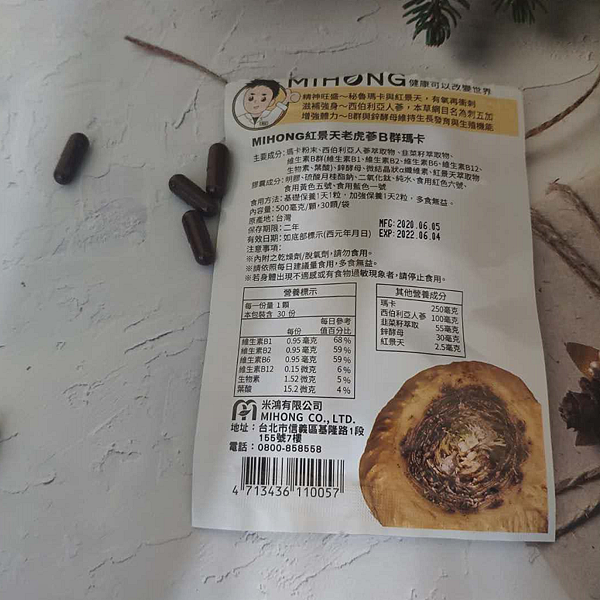 MIHONG 健康可以改變世界
精神旺盛~秘魯瑪卡與紅景天,有氧再衝刺
滋補強身~西伯利亞人蔘,本草綱目名為刺五加
增強體力~B群與鋅酵母維持生長發育與生殖機能
MIHONG紅景天老虎蔘B群瑪卡
主要成分:瑪卡粉末、西伯利亞人蔘萃取物、韭菜籽萃取物、
維生素B群(維生素B1、維生素B2、維生素B6、維生素B12、
生物素、葉酸)、鋅酵母、微結晶狀α纖維素、紅景天萃取物
膠囊成分:明膠、硫酸月桂酯鈉、二氧化鈦、純水、食用紅色六號、
食用黃色五號、食用藍色一號
食用方法:基礎保養1天1粒,加強保養1天2粒,多食無益。
內容量:500毫克/顆,30顆/袋
原產地:台灣
保存期限:二年
有效日期:如底部標示(西元年月日)
MFG: 2020.06.05
EXP: 2022.06.04
注意事項:
※內附之乾燥劑/脫氧劑,請勿食用。
※請依照每日建議量食用,多食無益。
※若身體出現不適感或有食物過敏現象者,請停止食用。
營養標示
每一份量 1 顆
本包裝含 30 份
每份 每日參考值百分比
維生素B1 0.95 毫克 68 %
維生素B2 0.95 毫克 59 %
維生素B6 0.95 毫克 59 %
維生素B12 0.15 微克 6 %
生物素 1.52 微克 5 %
葉酸 15.2 微克 4 %
其他營養成分
瑪卡 250毫克
西伯利亞人蔘 100毫克
韭菜籽萃取 55毫克
鋅酵母 30毫克
紅景天 2.5毫克
米鴻有限公司
MIHONG CO., LTD.
地址:台北市信義區基隆路1段
155號7樓
電話:0800-858558
4 713436 110057